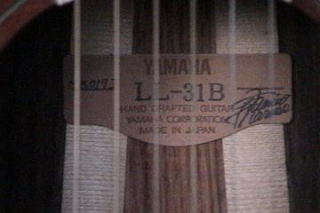 YAMAHA
LL-31B
HAND CRAFTED GUITAR
YAMAHA CORPORATION
MADE IN JAPAN